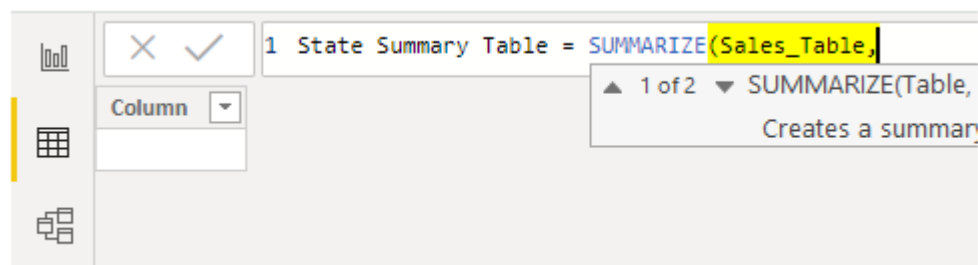 1 State Summary Table = SUMMARIZE(Sales_Table,
1 of 2 SUMMARIZE(Table,
Column
Creates a summary